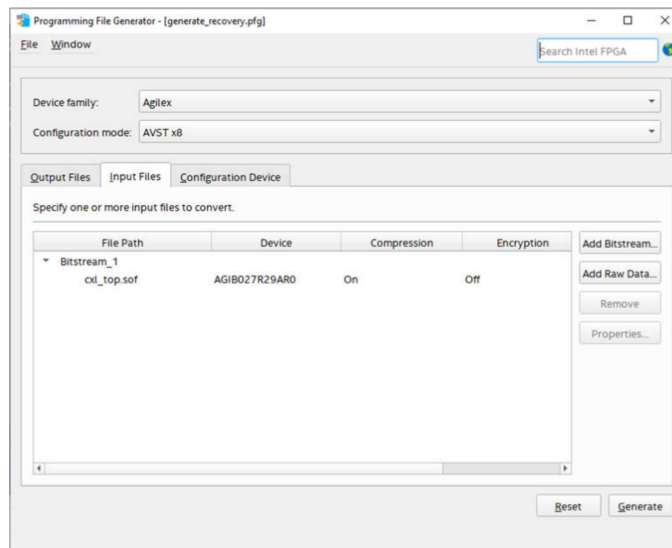 Programming File Generator - [generate_recovery.pfg]
File Window
Search Intel FPGA
Device family: Agilex
Configuration mode: AVST x8
Output Files Input Files Configuration Device
Specify one or more input files to convert.
File Path Device Compression Encryption Add Bitstream...
Bitstream_1
cxl_top.sof AGIB027R29AR0 On Off Add Raw Data...
Remove
Properties...
Reset Generate